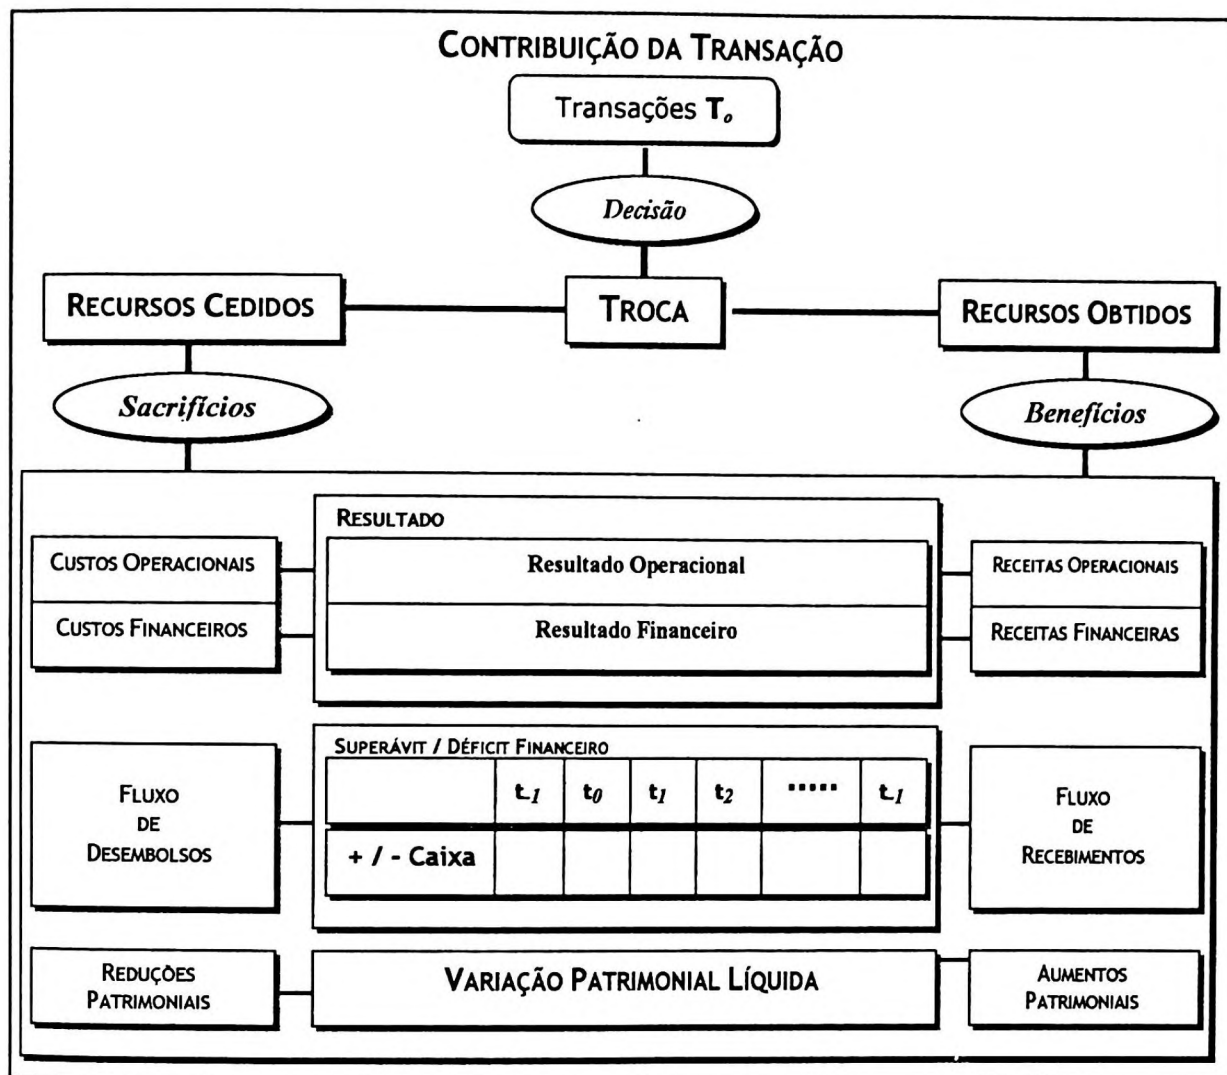 CONTRIBUIÇÃO DA TRANSAÇÃO
Transações T₀
Decisão
RECURSOS CEDIDOS
TROCA
RECURSOS OBTIDOS
Sacrifícios
Benefícios
RESULTADO
CUSTOS OPERACIONAIS
Resultado Operacional
RECEITAS OPERACIONAIS
CUSTOS FINANCEIROS
Resultado Financeiro
RECEITAS FINANCEIRAS
SUPERÁVIT / DÉFICIT FINANCEIRO
t₋₁ t₀ t₁ t₂ ..... t₋₁
+ / - Caixa
FLUXO
DE
DESEMBOLSOS
FLUXO
DE
RECEBIMENTOS
REDUÇÕES
PATRIMONIAIS
VARIAÇÃO PATRIMONIAL LÍQUIDA
AUMENTOS
PATRIMONIAIS